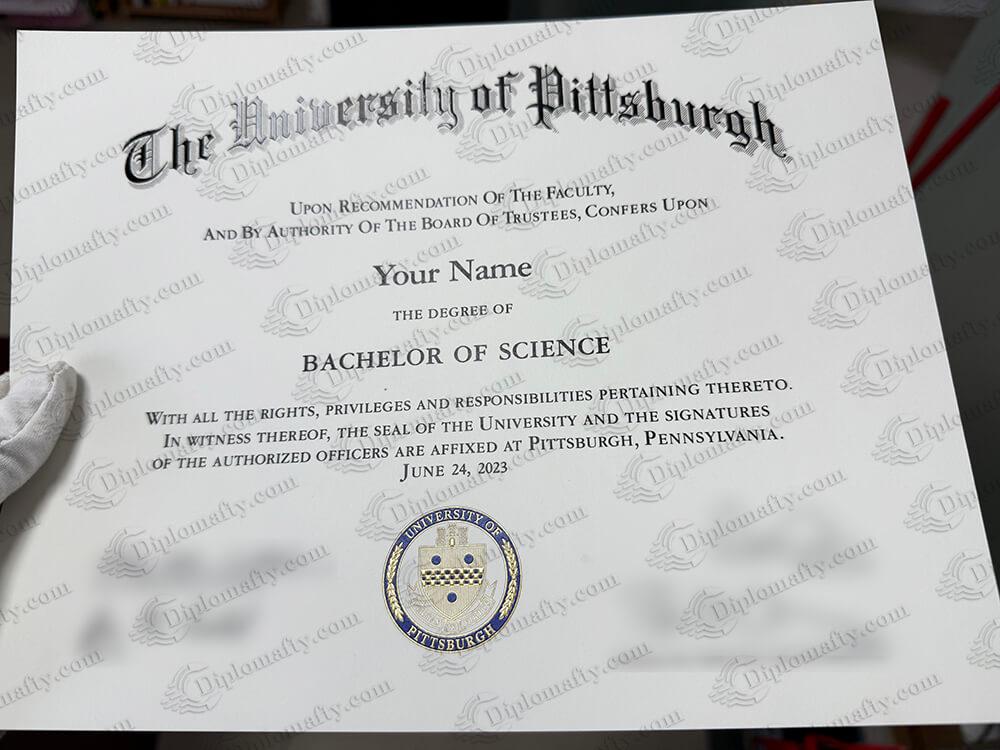 The University of Pittsburgh
UPON RECOMMENDATION OF THE FACULTY,
AND BY AUTHORITY OF THE BOARD OF TRUSTEES, CONFERS UPON
Your Name
THE DEGREE OF
BACHELOR OF SCIENCE
WITH ALL THE RIGHTS, PRIVILEGES AND RESPONSIBILITIES PERTAINING THERETO.
IN WITNESS THEREOF, THE SEAL OF THE UNIVERSITY AND THE SIGNATURES
OF THE AUTHORIZED OFFICERS ARE AFFIXED AT PITTSBURGH, PENNSYLVANIA.
JUNE 24, 2023
UNIVERSITY OF
PITTSBURGH
Diplomafty.com